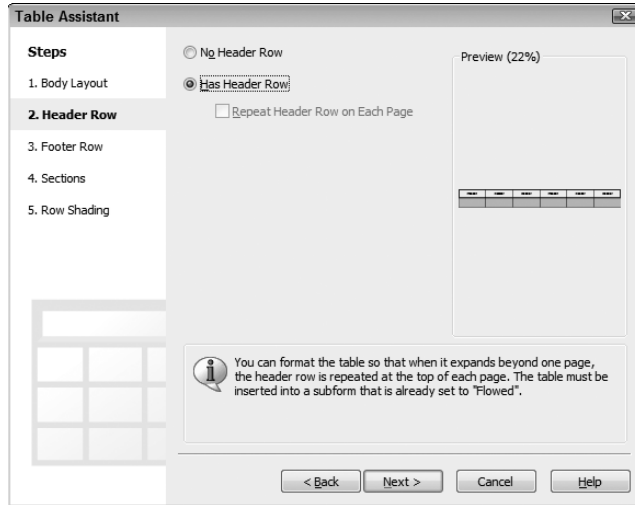 Table Assistant
Steps
1. Body Layout
2. Header Row
3. Footer Row
4. Sections
5. Row Shading
No Header Row
Has Header Row
Repeat Header Row on Each Page
Preview (22%)
You can format the table so that when it expands beyond one page,
the header row is repeated at the top of each page. The table must be
inserted into a subform that is already set to "Flowed".
< Back
Next >
Cancel
Help